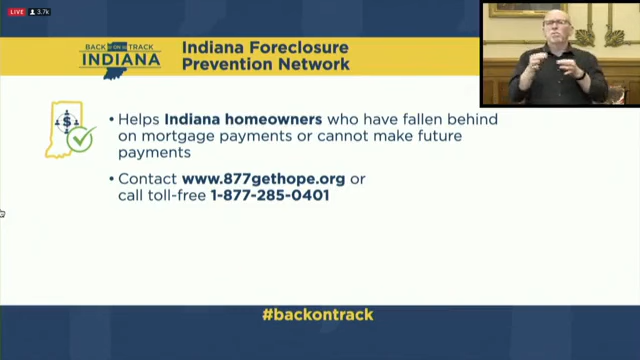 LIVE 3.7k
BACK ON TRACK
INDIANA
Indiana Foreclosure
Prevention Network
$
• Helps Indiana homeowners who have fallen behind
on mortgage payments or cannot make future
payments
• Contact www.877gethope.org or
call toll-free 1-877-285-0401
#backontrack